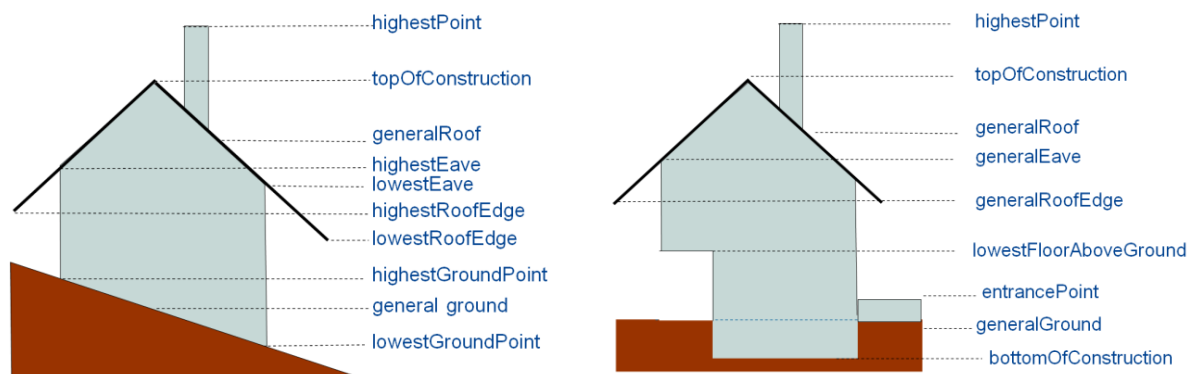 highestPoint
topOfConstruction
generalRoof
highestEave
lowestEave
highestRoofEdge
lowestRoofEdge
highestGroundPoint
general ground
lowestGroundPoint
highestPoint
topOfConstruction
generalRoof
generalEave
generalRoofEdge
lowestFloorAboveGround
entrancePoint
generalGround
bottomOfConstruction